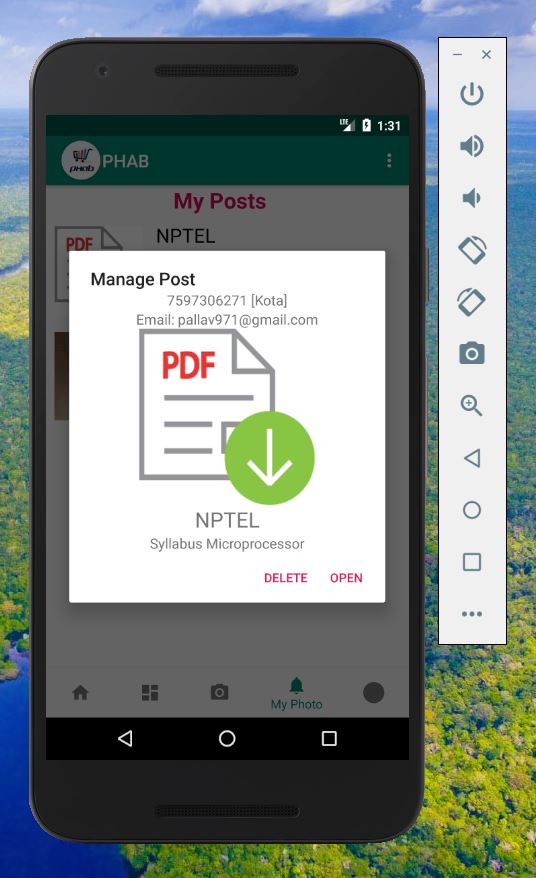 LTE 1:31
phab PHAB
My Posts
PDF
NPTEL
Manage Post
7597306271 [Kota]
Email: pallav971@gmail.com
PDF
NPTEL
Syllabus Microprocessor
DELETE OPEN
My Photo